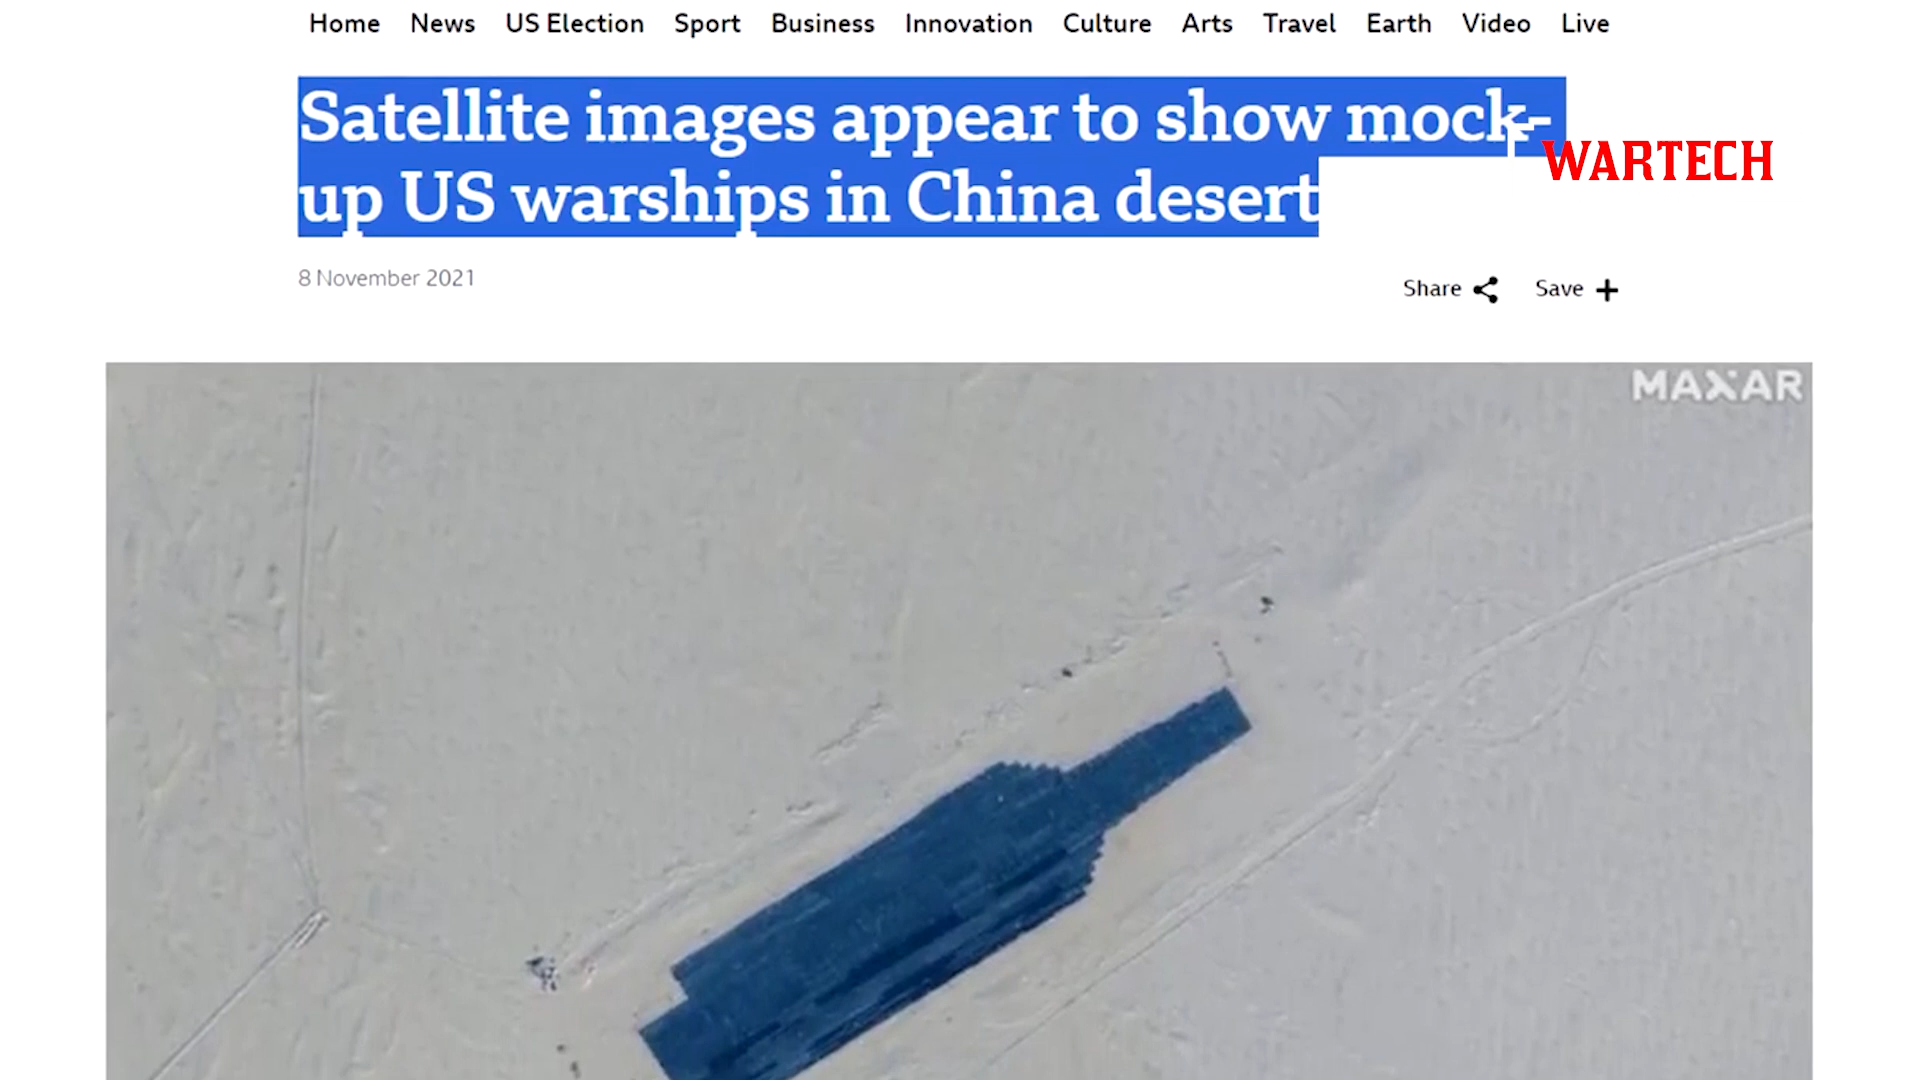 Home News US Election Sport Business Innovation Culture Arts Travel Earth Video Live
Satellite images appear to show mock-
up US warships in China desert
WARTECH
8 November 2021
Share Save
MAXAR